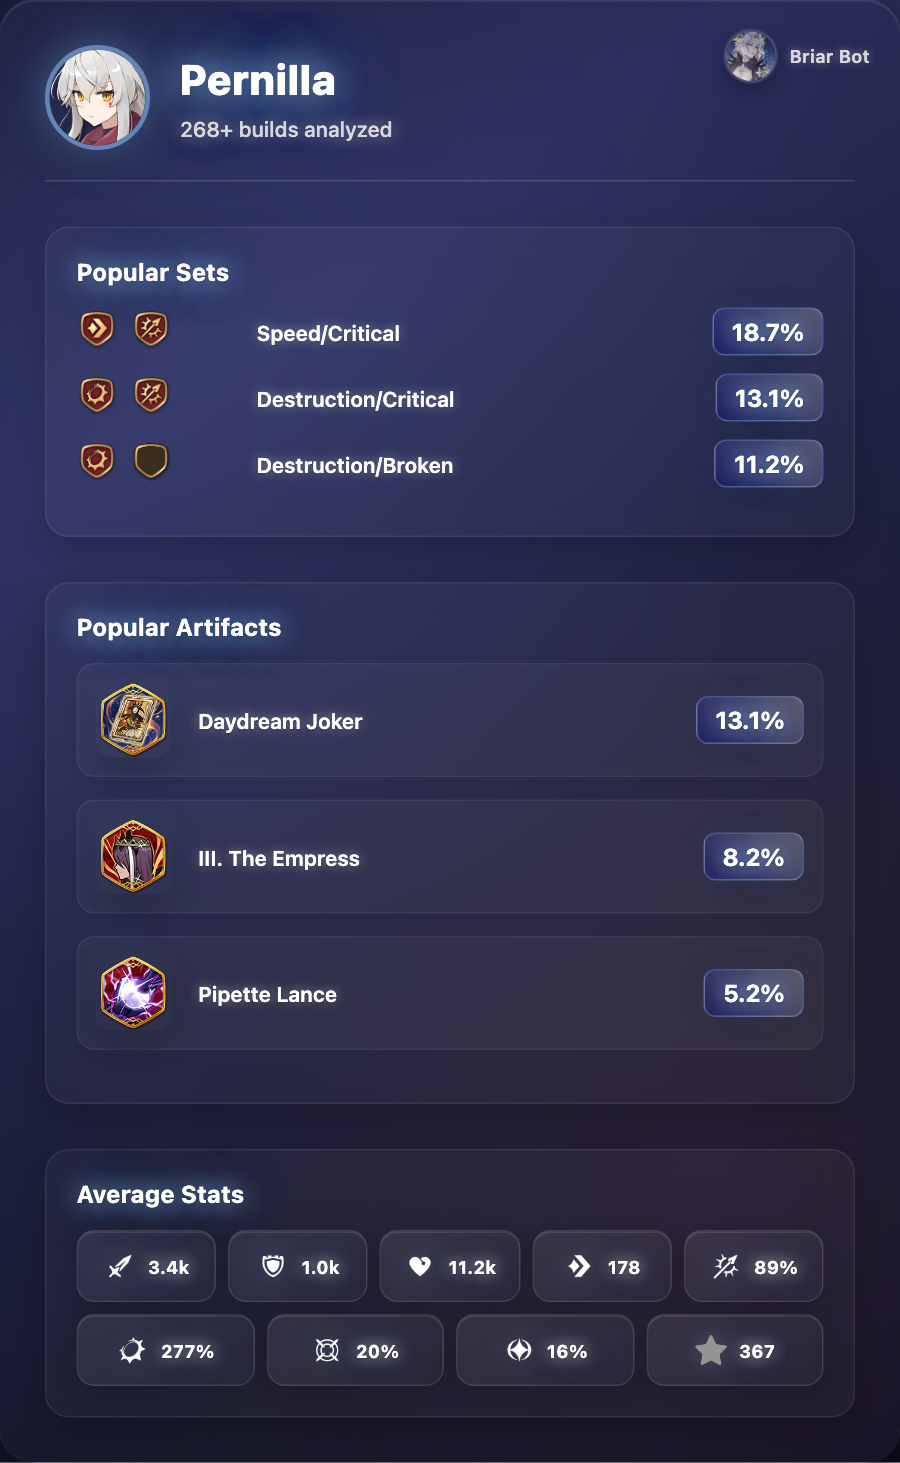 Pernilla
268+ builds analyzed
Briar Bot
Popular Sets
Speed/Critical 18.7%
Destruction/Critical 13.1%
Destruction/Broken 11.2%
Popular Artifacts
Daydream Joker 13.1%
III. The Empress 8.2%
Pipette Lance 5.2%
Average Stats
3.4k 1.0k 11.2k 178 89%
277% 20% 16% 367